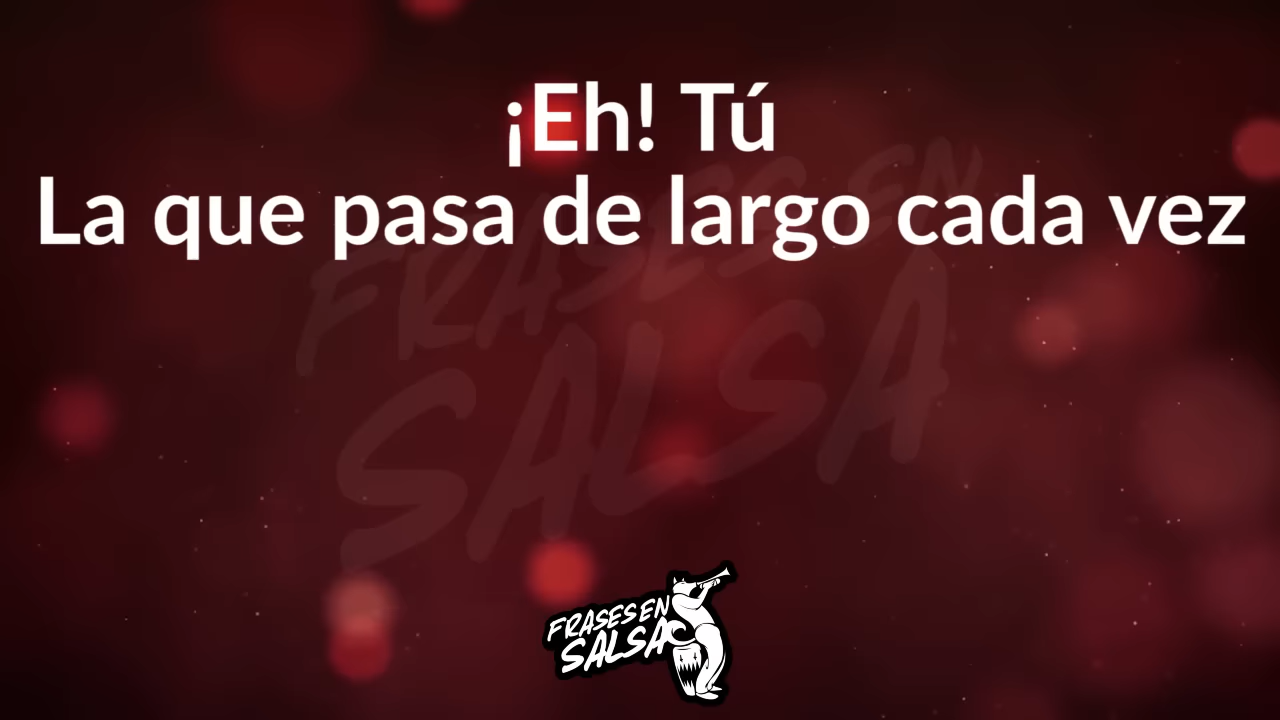 ¡Eh! Tú
La que pasa de largo cada vez
FRASES EN
SALSA
FRASES EN
SALSA